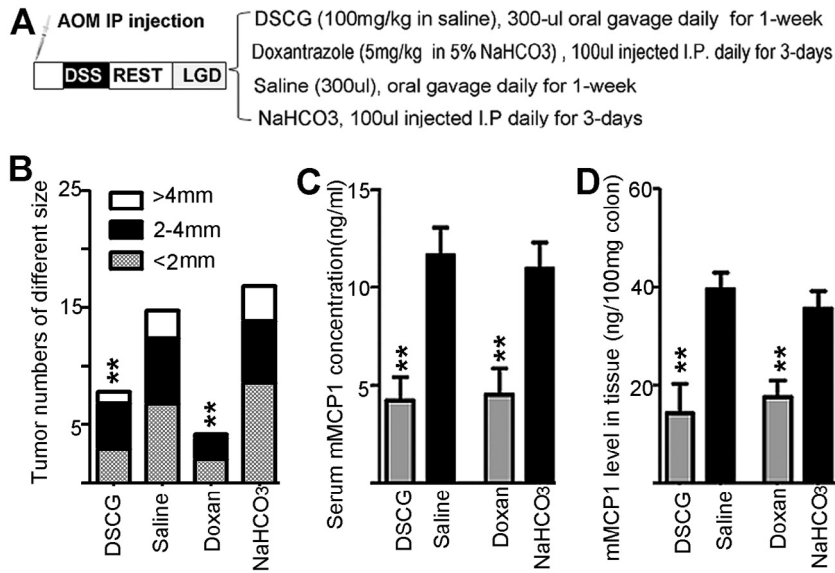 A
AOM IP injection
DSS REST LGD
DSCG (100mg/kg in saline), 300-ul oral gavage daily for 1-week
Doxantrazole (5mg/kg in 5% NaHCO3) , 100ul injected I.P. daily for 3-days
Saline (300ul), oral gavage daily for 1-week
NaHCO3, 100ul injected I.P daily for 3-days
B
Tumor numbers of different size
25
15
5
>4mm
2-4mm
<2mm
**
**
DSCG
Saline
Doxan
NaHCO3
C
Serum mMCP1 concentration(ng/ml)
15
10
5
**
**
DSCG
Saline
Doxan
NaHCO3
D
mMCP1 level in tissue (ng/100mg colon)
60
40
20
**
**
DSCG
Saline
Doxan
NaHCO3